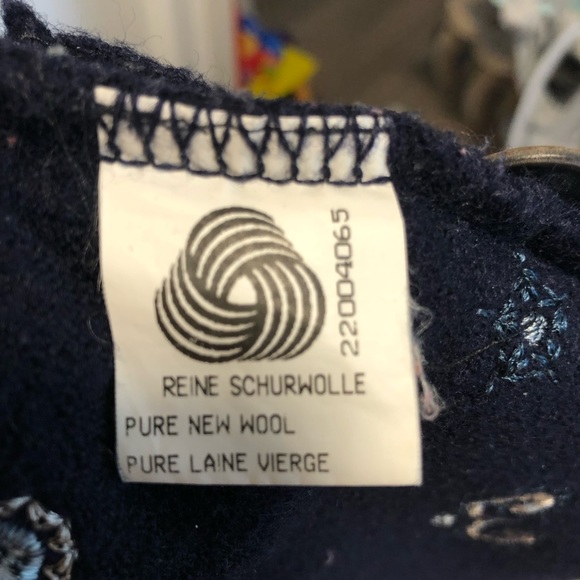 22004065
REINE SCHURWOLLE
PURE NEW WOOL
PURE LAINE VIERGE